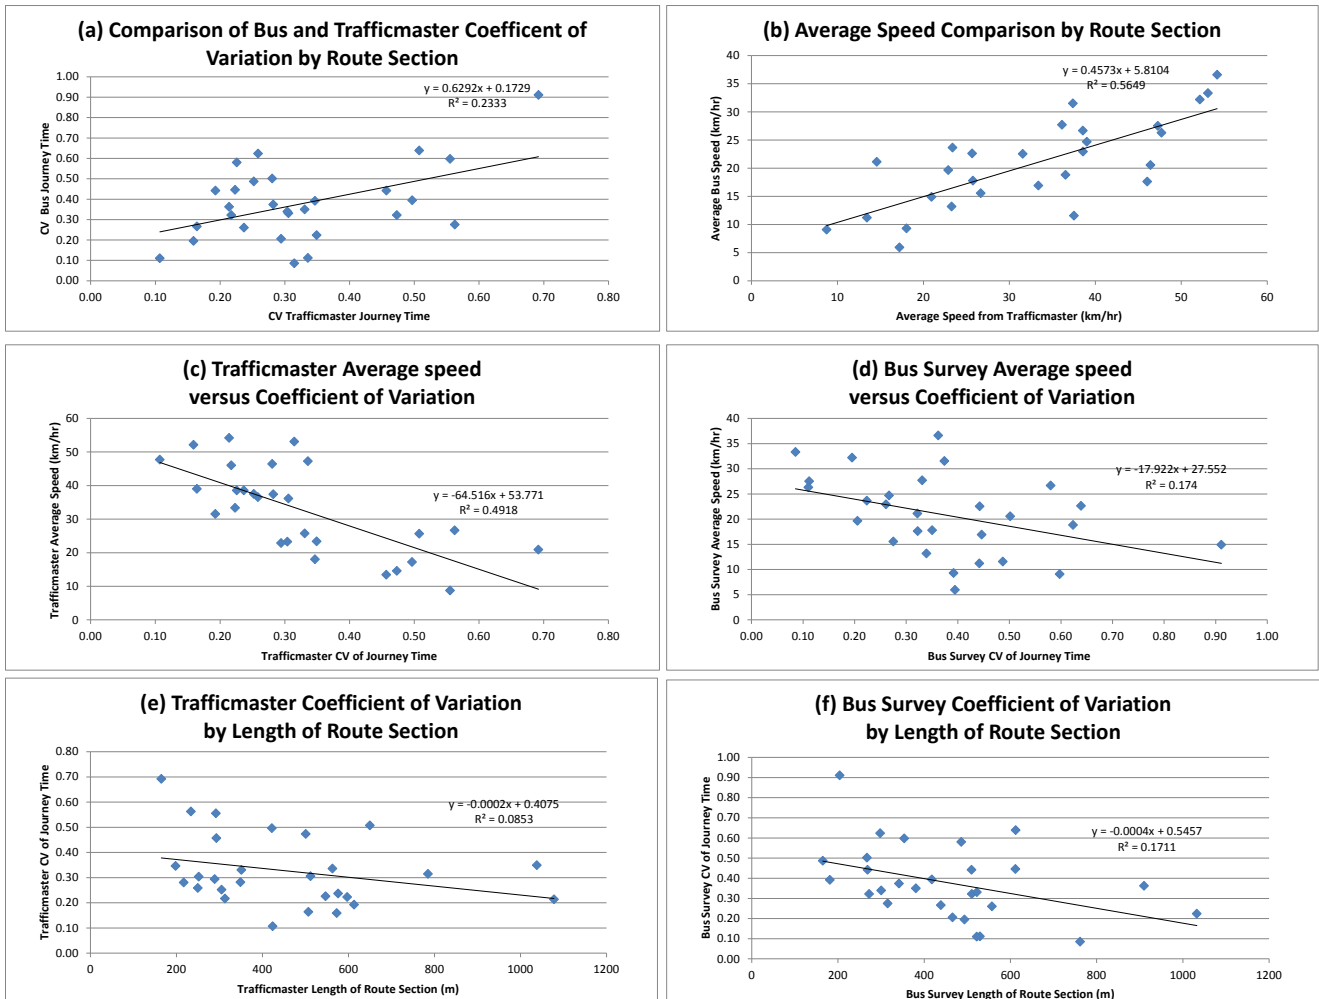 (a) Comparison of Bus and Trafficmaster Coefficent of
Variation by Route Section
1.00
0.90
0.80
0.70
0.60
0.50
0.40
0.30
0.20
0.10
0.00
CV Bus Journey Time
y = 0.6292x + 0.1729
R² = 0.2333
0.00 0.10 0.20 0.30 0.40 0.50 0.60 0.70 0.80
CV Trafficmaster Journey Time
(b) Average Speed Comparison by Route Section
40
35
30
25
20
15
10
5
0
Average Bus Speed (km/hr)
y = 0.4573x + 5.8104
R² = 0.5649
0 10 20 30 40 50 60
Average Speed from Trafficmaster (km/hr)
(c) Trafficmaster Average speed
versus Coefficient of Variation
60
50
40
30
20
10
0
Trafficmaster Average Speed (km/hr)
y = -64.516x + 53.771
R² = 0.4918
0.00 0.10 0.20 0.30 0.40 0.50 0.60 0.70 0.80
Trafficmaster CV of Journey Time
(d) Bus Survey Average speed
versus Coefficient of Variation
40
35
30
25
20
15
10
5
0
Bus Survey Average Speed (km/hr)
y = -17.922x + 27.552
R² = 0.174
0.00 0.10 0.20 0.30 0.40 0.50 0.60 0.70 0.80 0.90 1.00
Bus Survey CV of Journey Time
(e) Trafficmaster Coefficient of Variation
by Length of Route Section
0.80
0.70
0.60
0.50
0.40
0.30
0.20
0.10
0.00
Trafficmaster CV of Journey Time
y = -0.0002x + 0.4075
R² = 0.0853
0 200 400 600 800 1000 1200
Trafficmaster Length of Route Section (m)
(f) Bus Survey Coefficient of Variation
by Length of Route Section
1.00
0.90
0.80
0.70
0.60
0.50
0.40
0.30
0.20
0.10
0.00
Bus Survey CV of Journey Time
y = -0.0004x + 0.5457
R² = 0.1711
0 200 400 600 800 1000 1200
Bus Survey Length of Route Section (m)